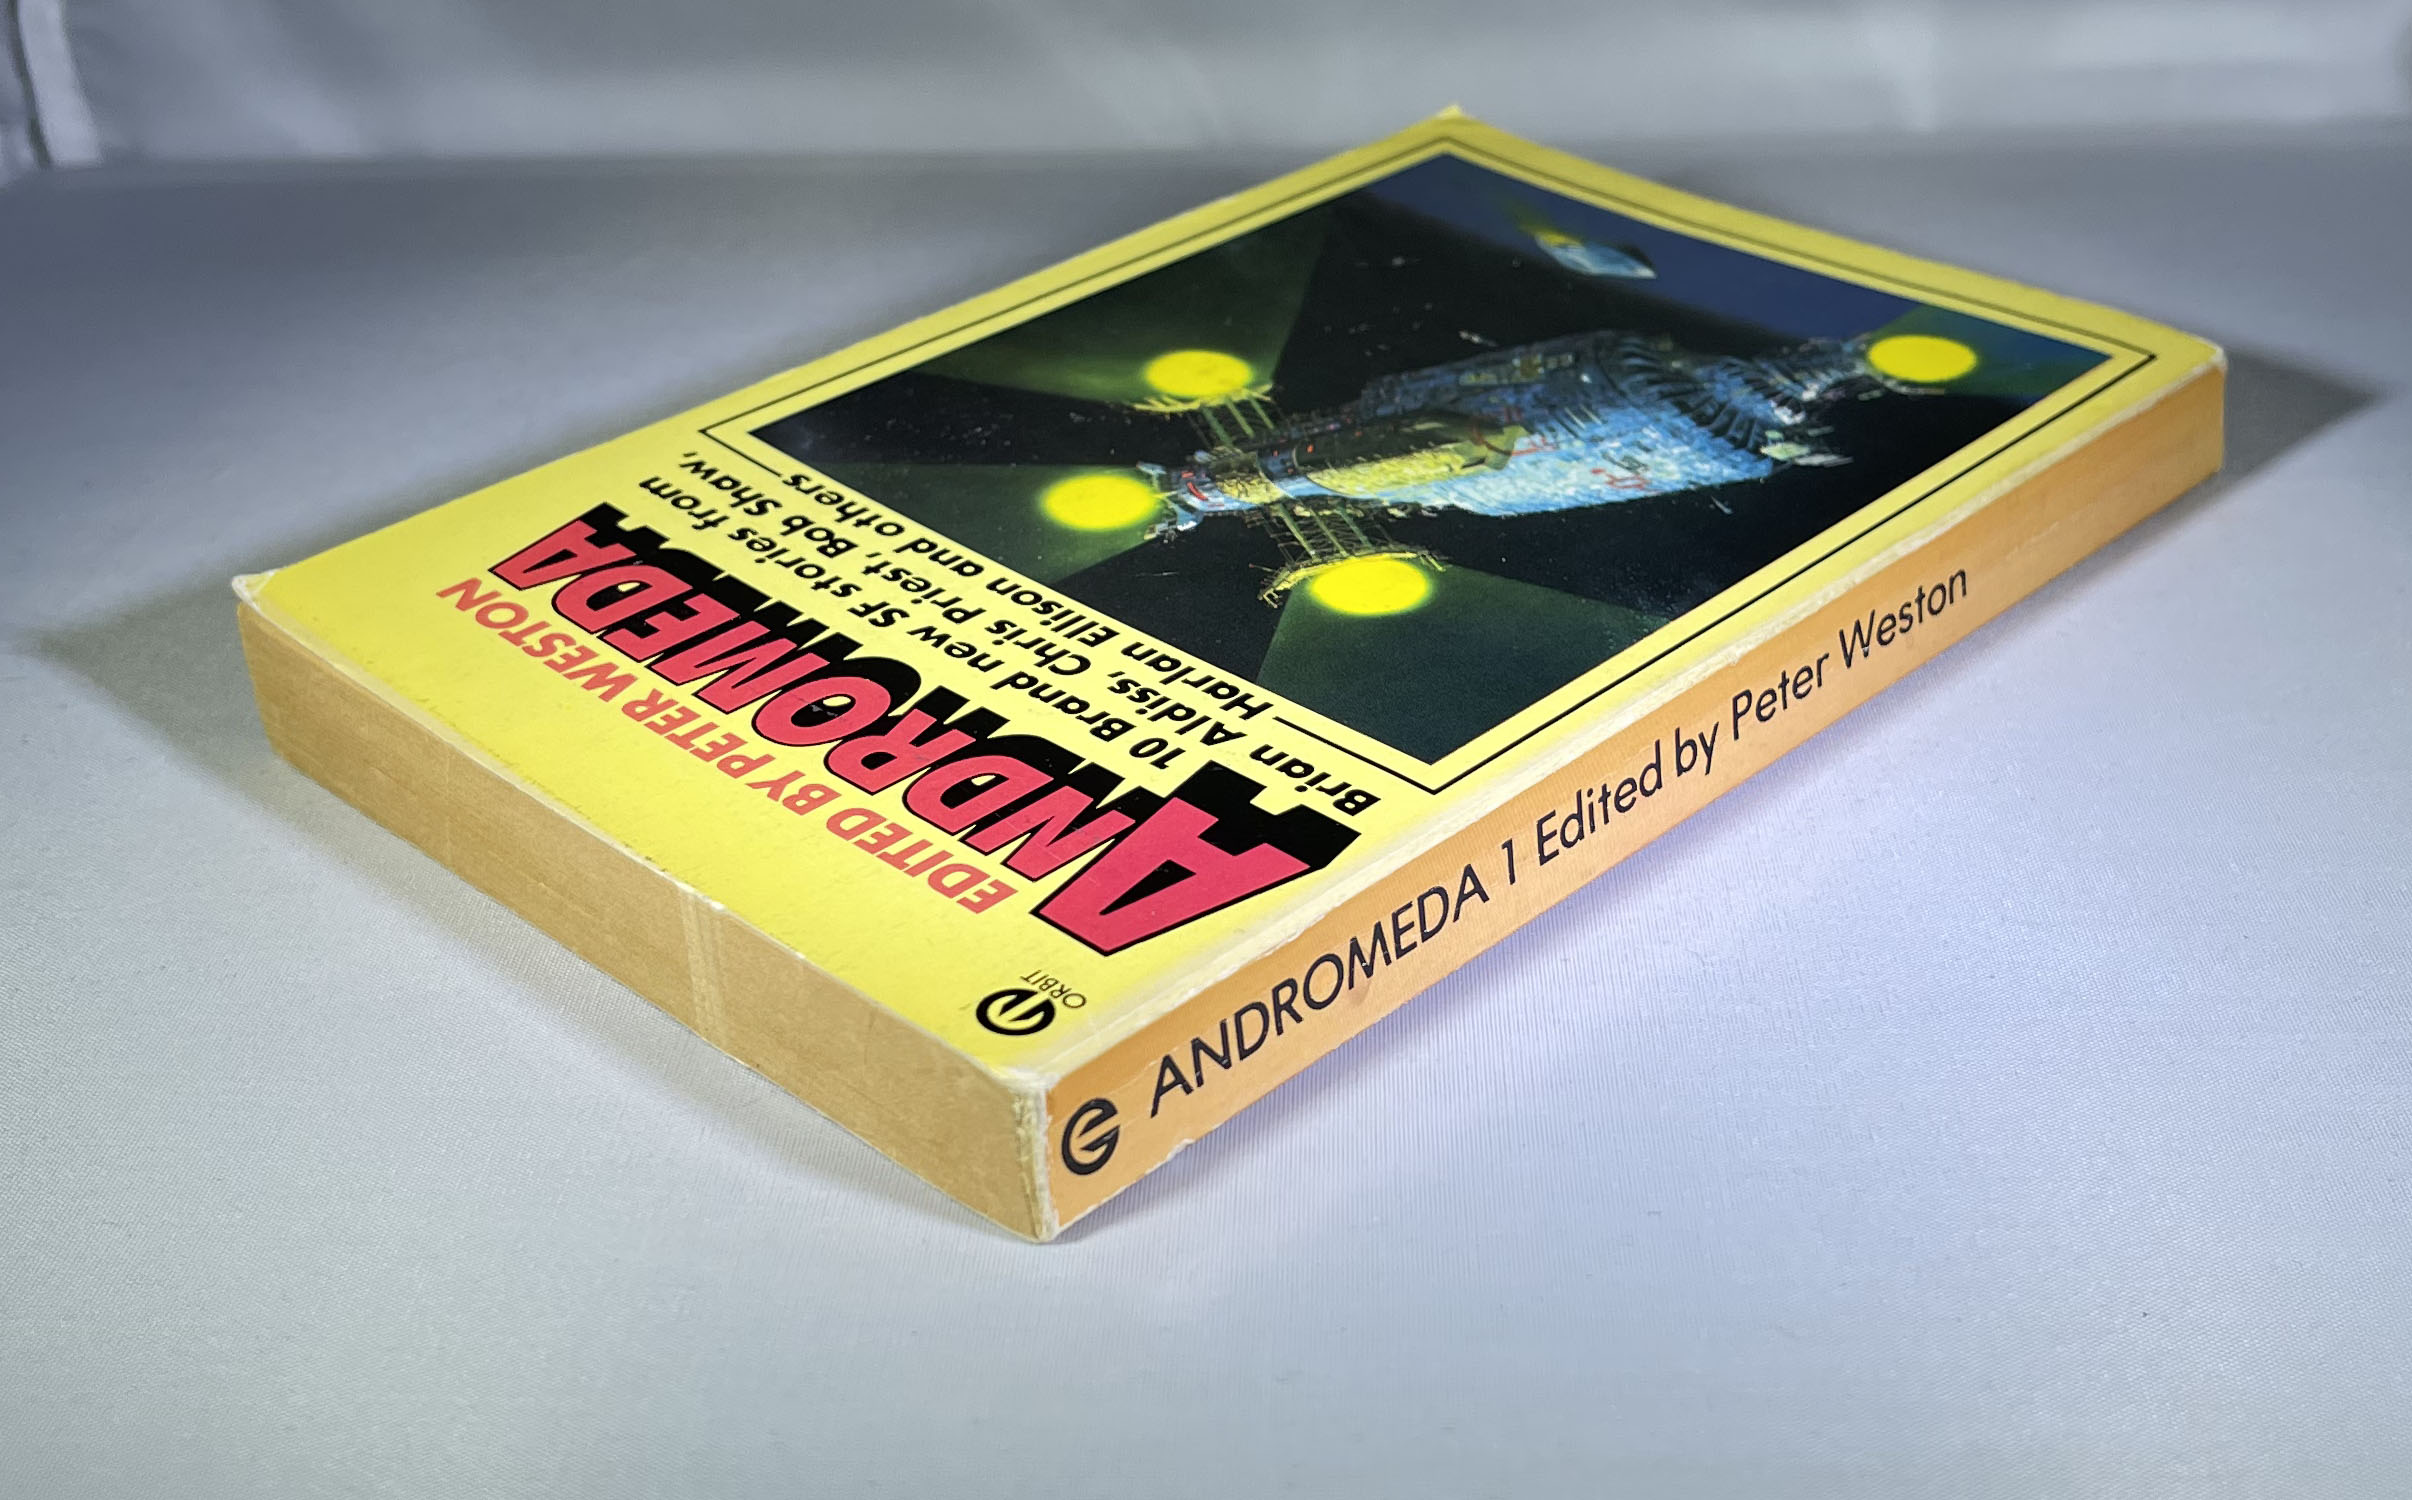 ORBIT
EDITED BY PETER WESTON
ANDROMEDA
10 Brand new SF stories from
Brian Aldiss, Chris Priest, Bob Shaw,
Harlan Ellison and others
ANDROMEDA 1 Edited by Peter Weston